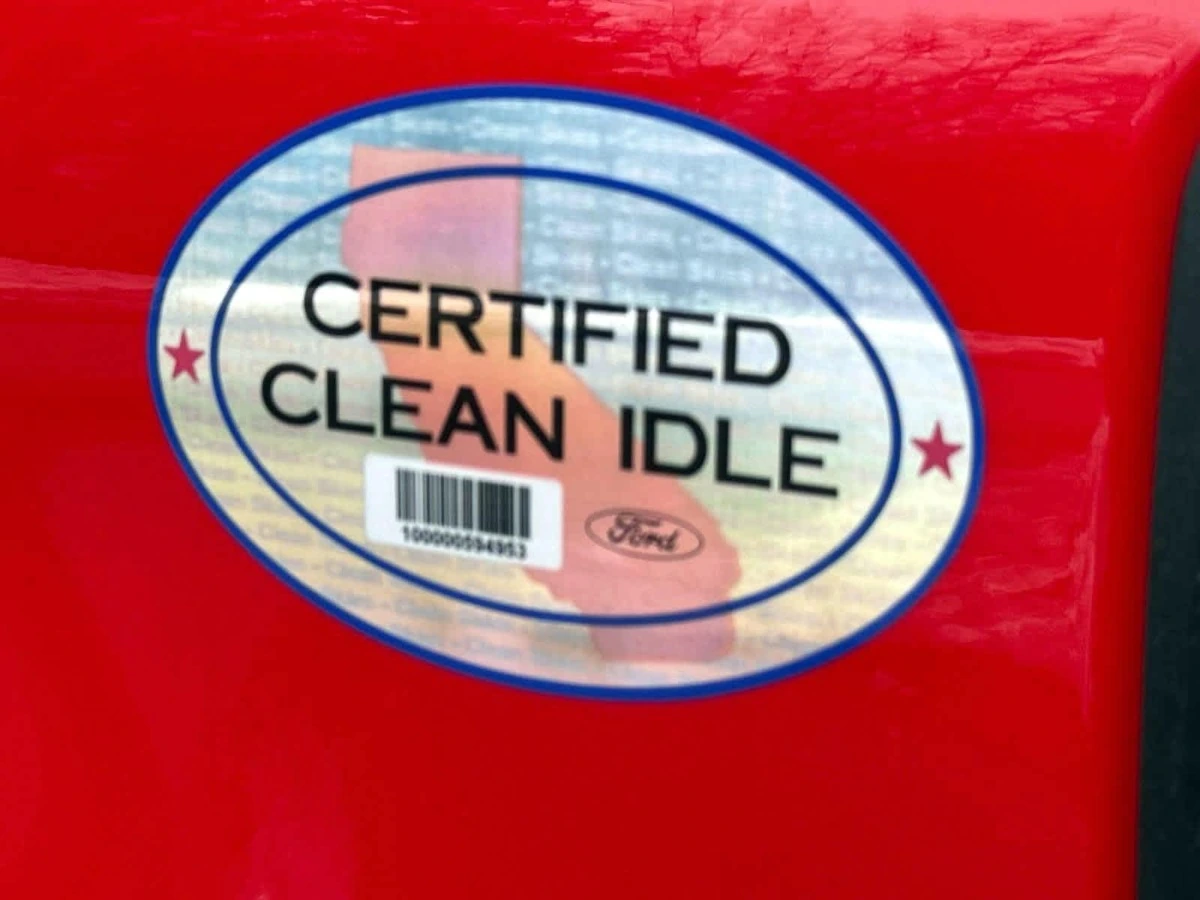 CERTIFIED
CLEAN IDLE
100000594953
Ford